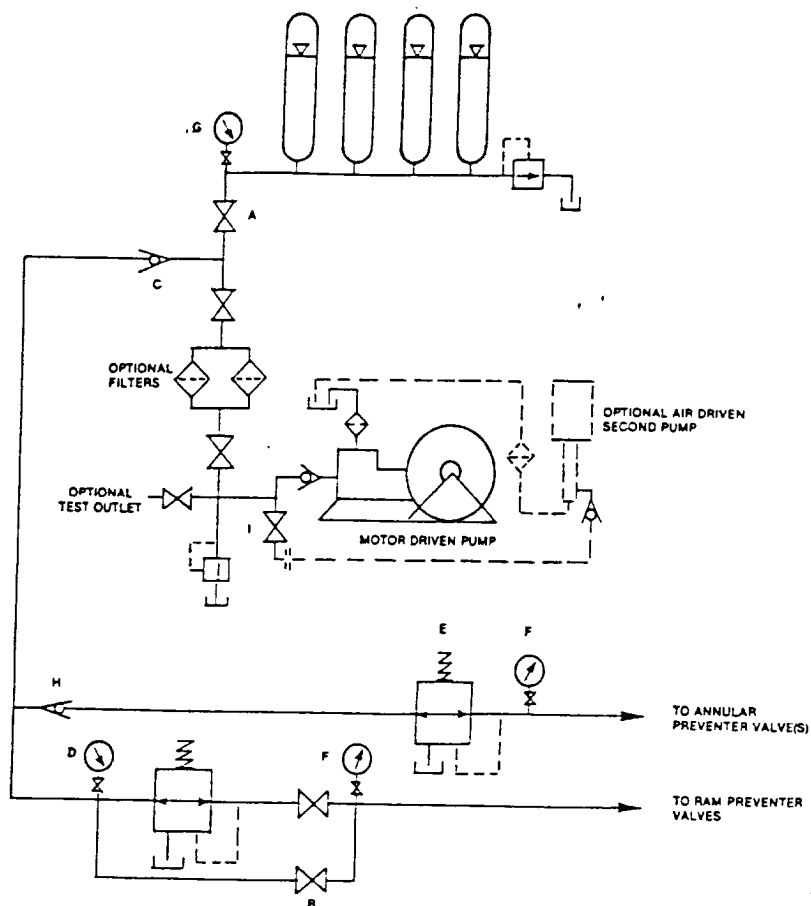 G
A
C
OPTIONAL
FILTERS
OPTIONAL AIR DRIVEN
SECOND PUMP
OPTIONAL
TEST OUTLET
I
MOTOR DRIVEN PUMP
E
F
H
TO ANNULAR
PREVENTER VALVE(S)
D
F
TO RAM PREVENTER
VALVES
B